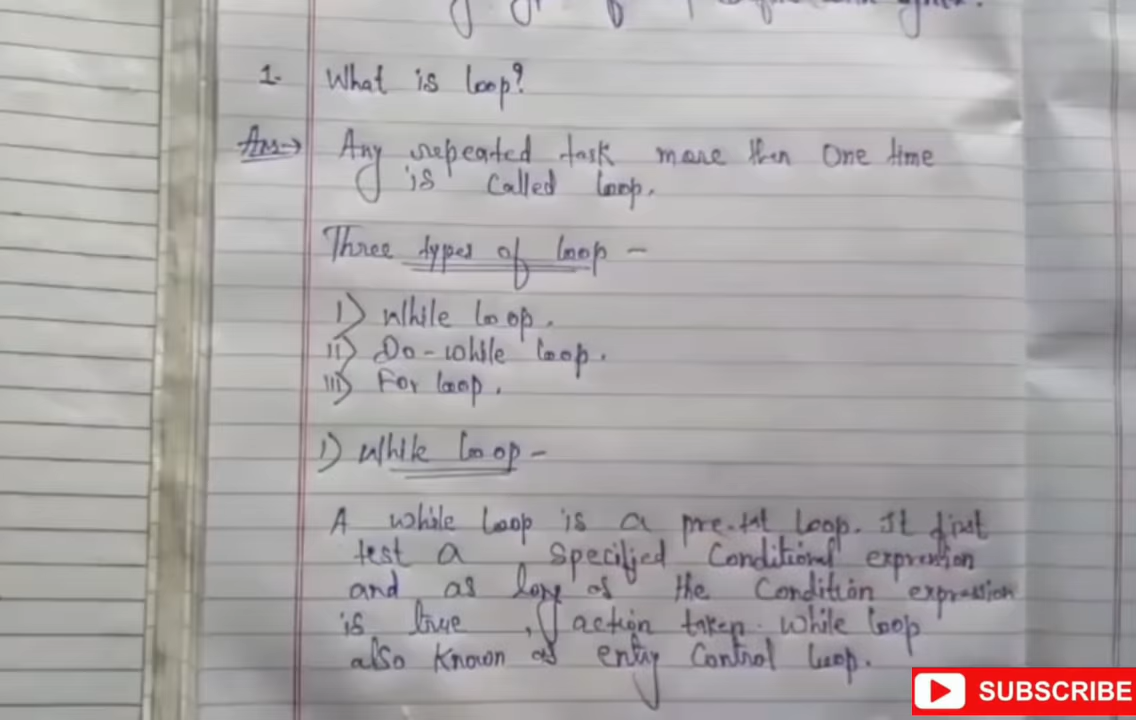 1. What is loop?
Ans→ Any repeated task more then one time
is called loop.
Three types of loop -
i) While loop.
ii) Do-while loop.
iii) For loop.
i) While loop -
A while loop is a pre-test loop. It first
test a specified conditional expression
and as long as the condition expression
is true, action taken. While loop
also known as entry control loop.
SUBSCRIBE